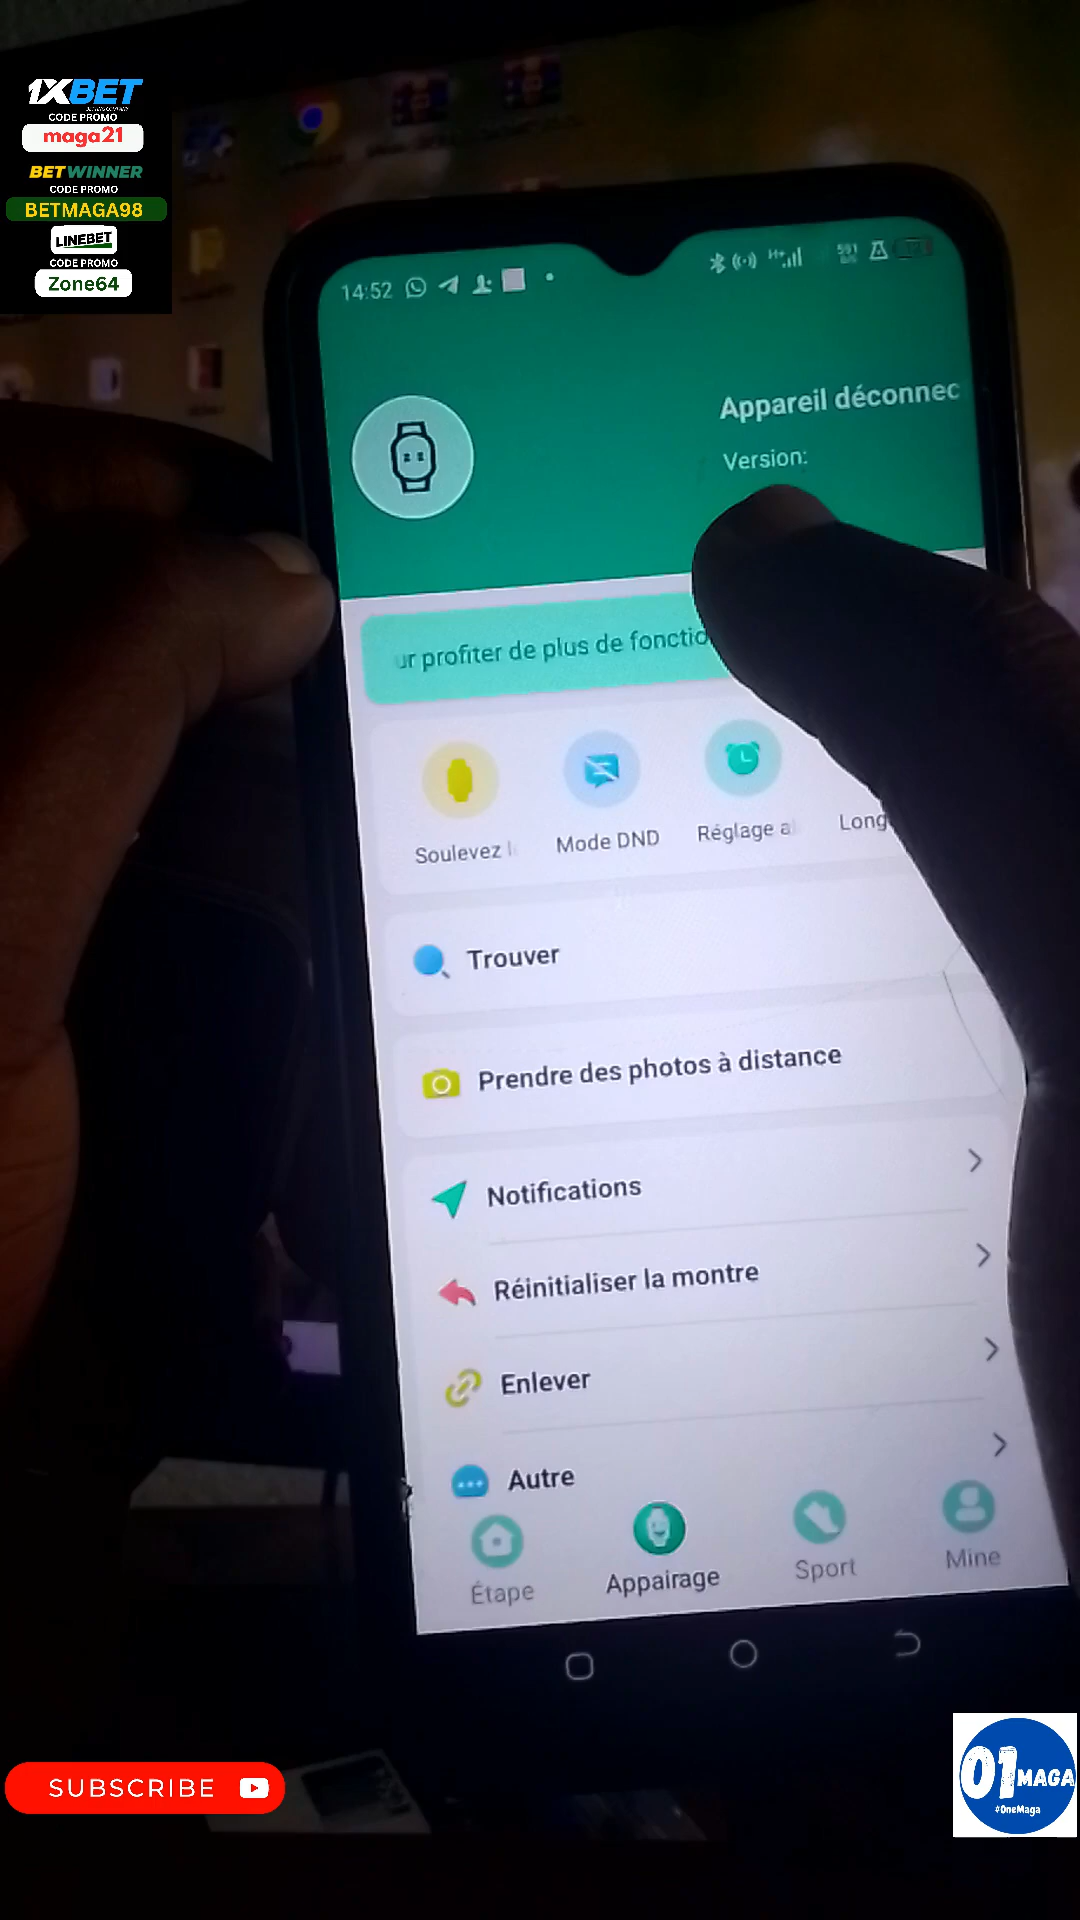 1XBET
CODE PROMO
maga21
BETWINNER
CODE PROMO
BETMAGA98
LINEBET
CODE PROMO
Zone64
14:52
Appareil déconnec
Version:
ur profiter de plus de fonctio
Soulevez l
Mode DND
Réglage a
Long
Trouver
Prendre des photos à distance
Notifications
Réinitialiser la montre
Enlever
Autre
Étape
Appairage
Sport
Mine
SUBSCRIBE
01MAGA
#OneMaga